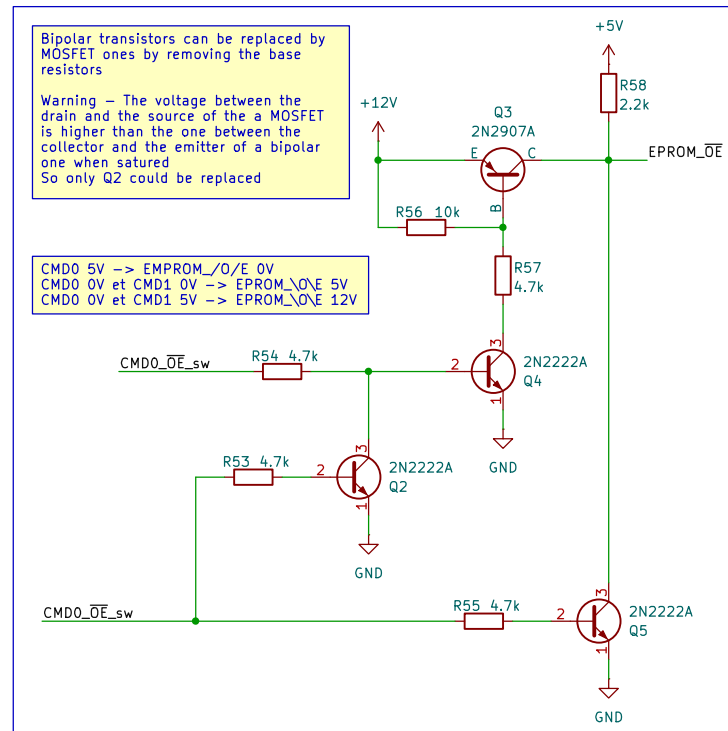 Bipolar transistors can be replaced by
MOSFET ones by removing the base
resistors
Warning - The voltage between the
drain and the source of the a MOSFET
is higher than the one between the
collector and the emitter of a bipolar
one when satured
So only Q2 could be replaced
+5V
R58
2.2k
+12V
Q3
2N2907A
E
C
B
EPROM_OE
R56 10k
R57
4.7k
CMD0 5V -> EMPROM_/O/E 0V
CMD0 0V et CMD1 0V -> EPROM_\O\E 5V
CMD0 0V et CMD1 5V -> EPROM_\O\E 12V
CMD0_OE_sw
R54 4.7k
2
3
1
2N2222A
Q4
GND
R53 4.7k
2
3
1
2N2222A
Q2
GND
CMD0_OE_sw
R55 4.7k
2
3
1
2N2222A
Q5
GND